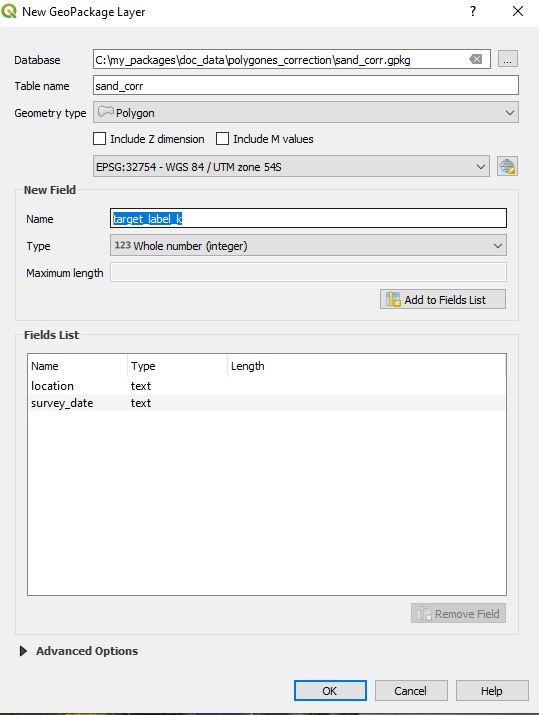 New GeoPackage Layer
? ×
Database C:\my_packages\doc_data\polygones_correction\sand_corr.gpkg ...
Table name sand_corr
Geometry type Polygon
Include Z dimension Include M values
EPSG:32754 - WGS 84 / UTM zone 54S
New Field
Name target_label_k
Type 123 Whole number (integer)
Maximum length
Add to Fields List
Fields List
Name Type Length
location text
survey_date text
Remove Field
Advanced Options
OK Cancel Help